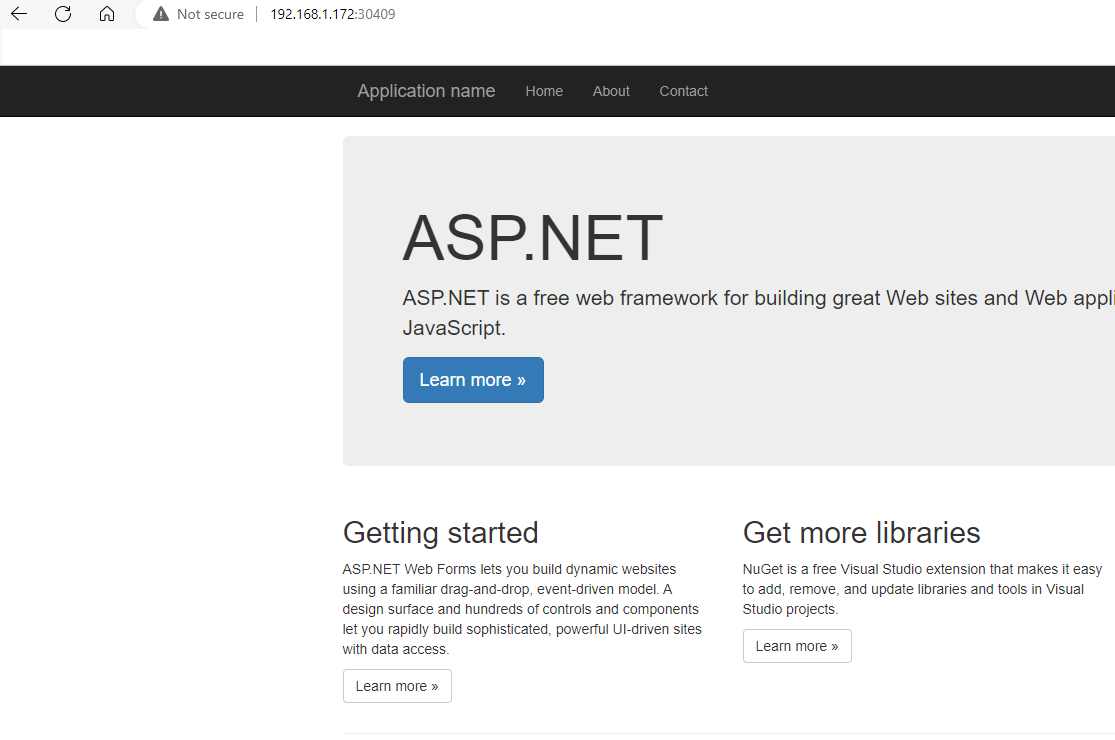 Not secure 192.168.1.172:30409
Application name Home About Contact
ASP.NET
ASP.NET is a free web framework for building great Web sites and Web appli
JavaScript.
Learn more »
Getting started
ASP.NET Web Forms lets you build dynamic websites
using a familiar drag-and-drop, event-driven model. A
design surface and hundreds of controls and components
let you rapidly build sophisticated, powerful UI-driven sites
with data access.
Learn more »
Get more libraries
NuGet is a free Visual Studio extension that makes it easy
to add, remove, and update libraries and tools in Visual
Studio projects.
Learn more »